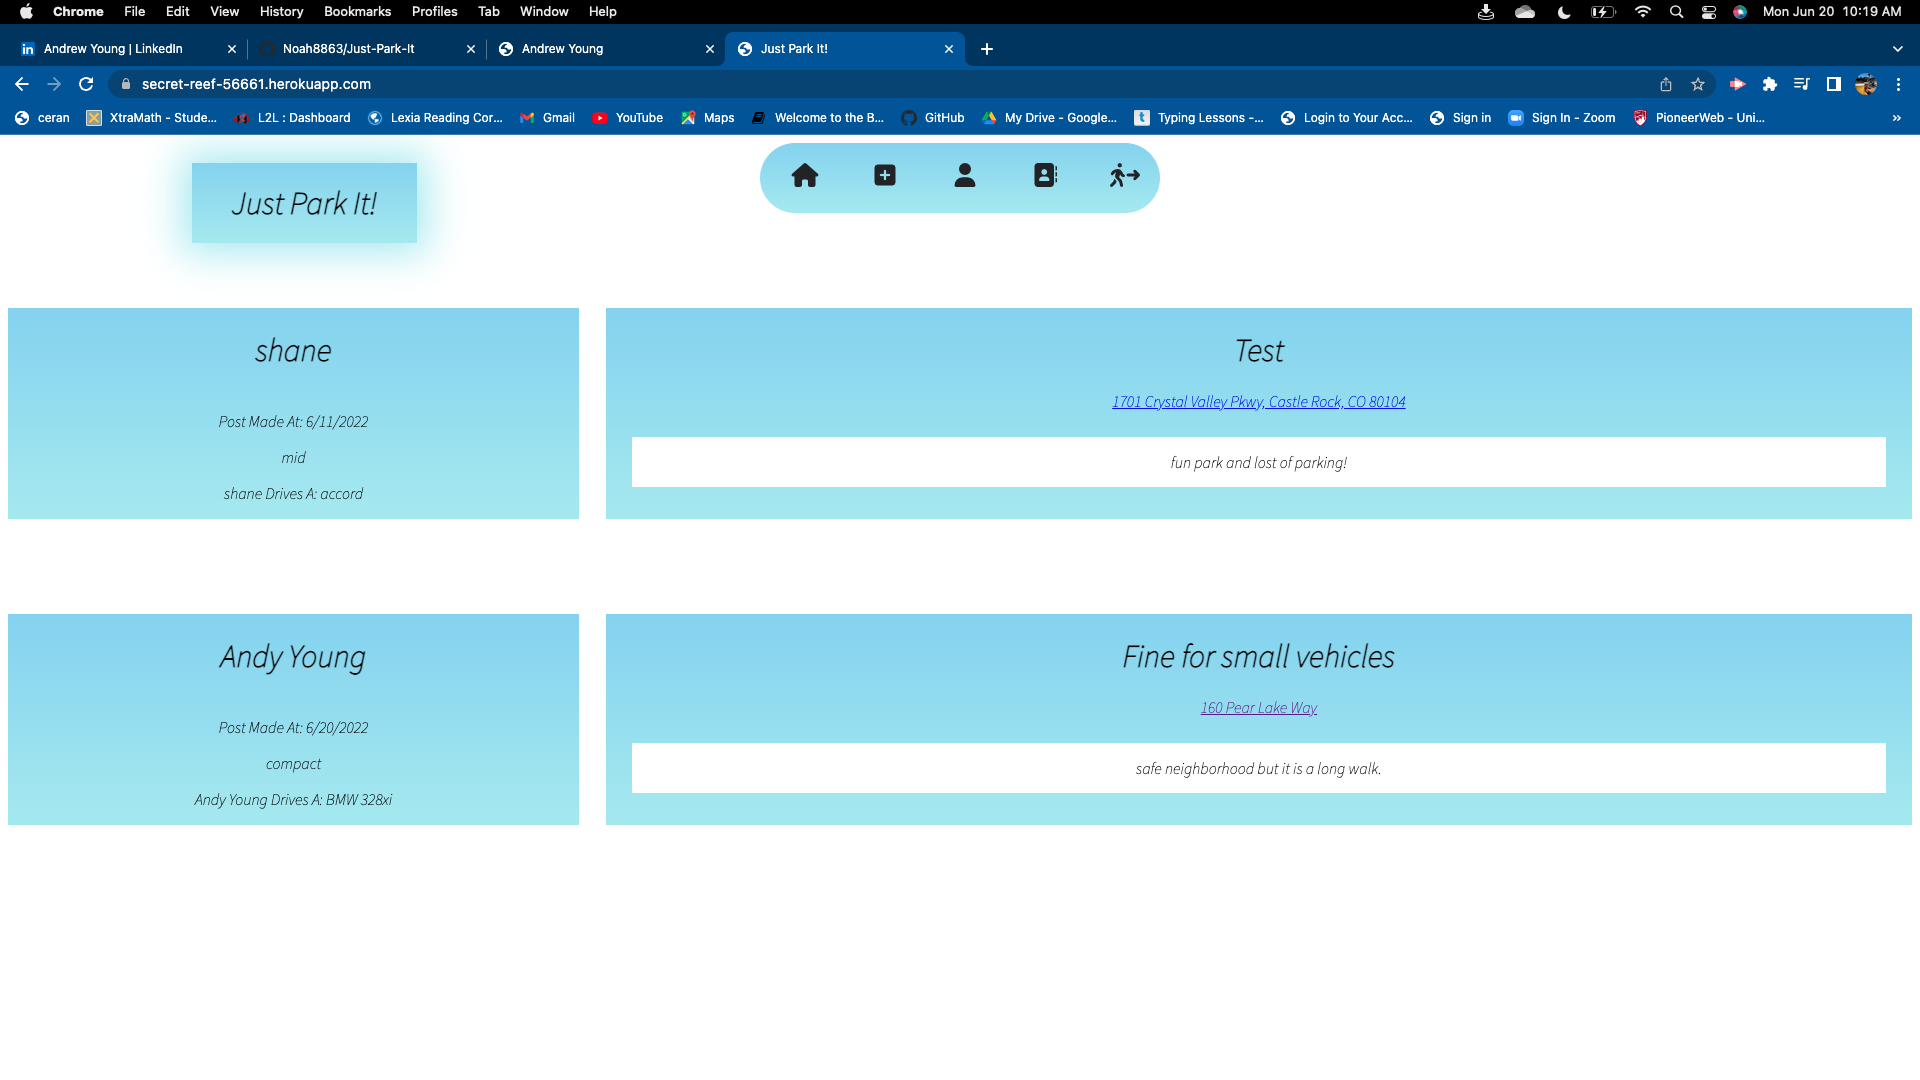 Chrome File Edit View History Bookmarks Profiles Tab Window Help Mon Jun 20 10:19 AM
Andrew Young | LinkedIn Noah8863/Just-Park-It Andrew Young Just Park It!
secret-reef-56661.herokuapp.com
ceran XtraMath - Stude... L2L : Dashboard Lexia Reading Cor... Gmail YouTube Maps Welcome to the B... GitHub My Drive - Google... Typing Lessons -... Login to Your Acc... Sign in Sign In - Zoom PioneerWeb - Uni... »
Just Park It!
shane
Post Made At: 6/11/2022
mid
shane Drives A: accord
Test
1701 Crystal Valley Pkwy, Castle Rock, CO 80104
fun park and lost of parking!
Andy Young
Post Made At: 6/20/2022
compact
Andy Young Drives A: BMW 328xi
Fine for small vehicles
160 Pear Lake Way
safe neighborhood but it is a long walk.